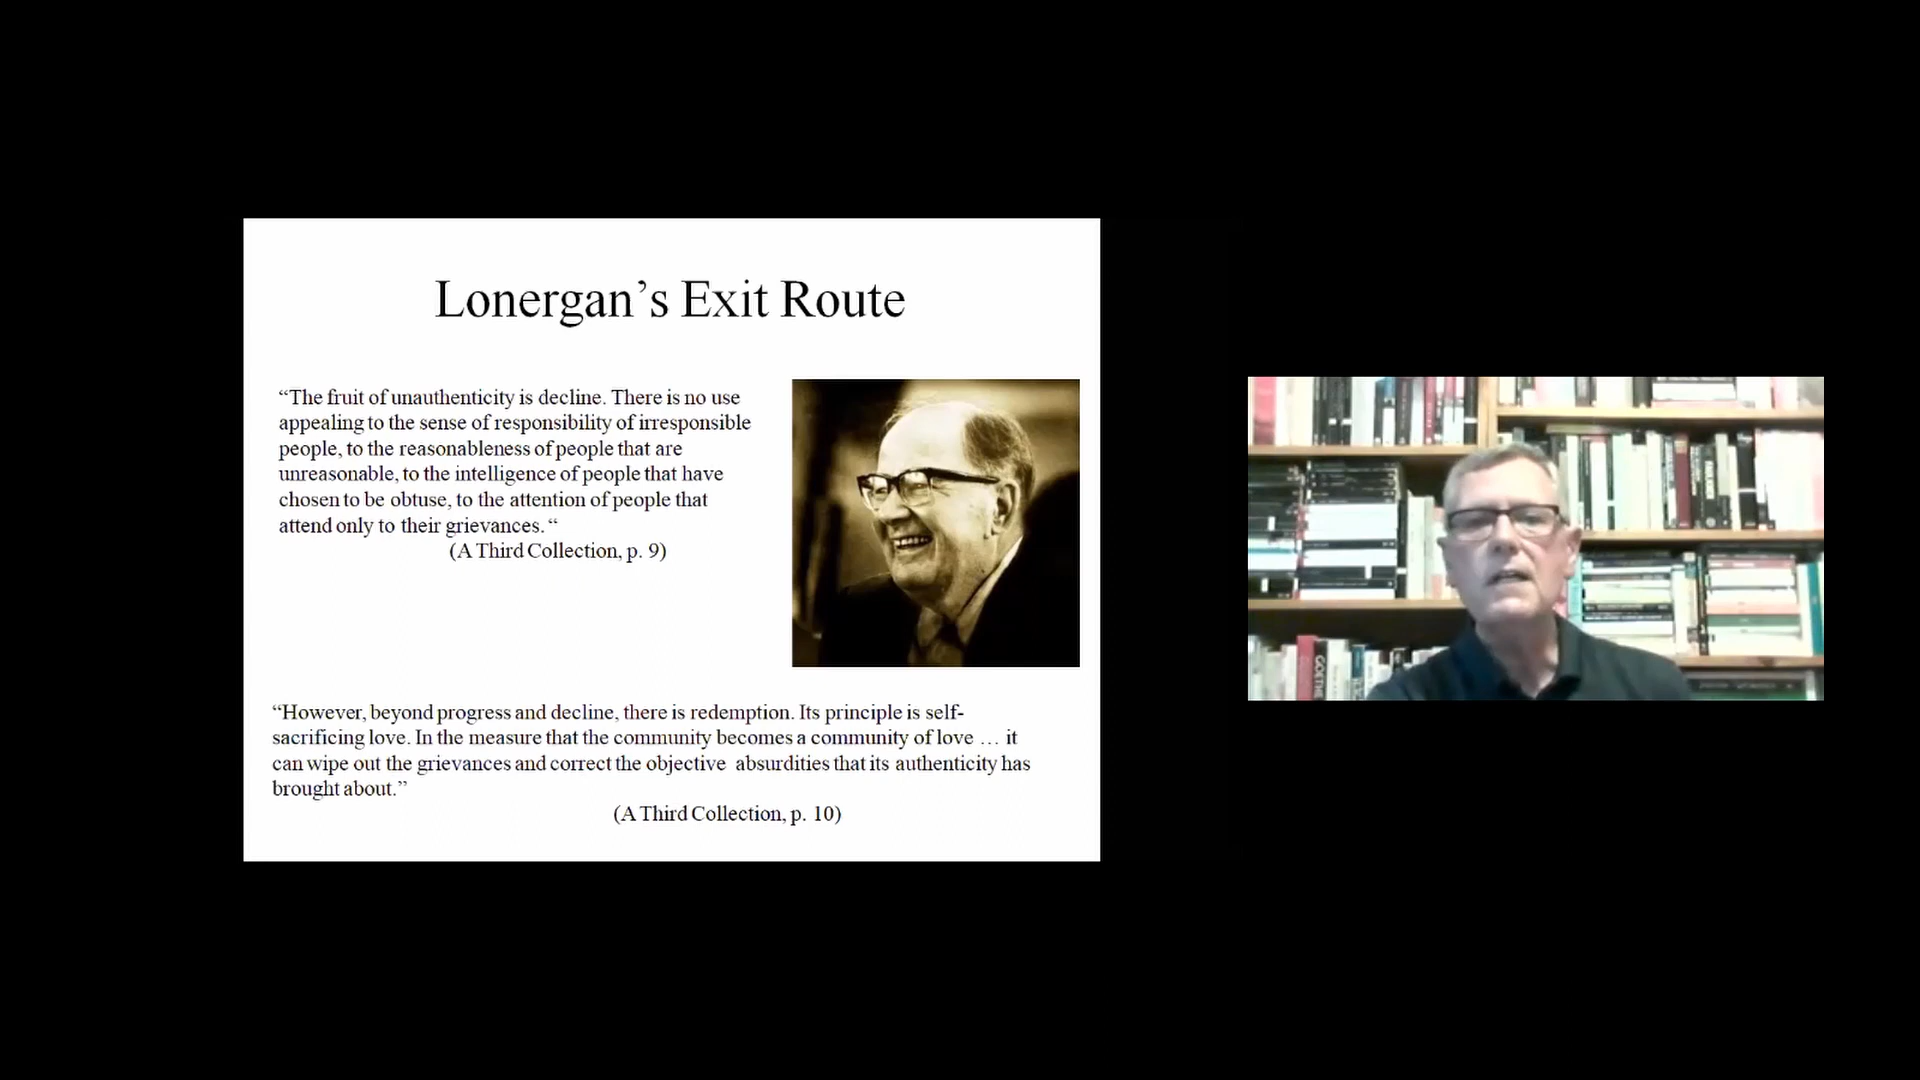 Lonergan’s Exit Route
“The fruit of unauthenticity is decline. There is no use
appealing to the sense of responsibility of irresponsible
people, to the reasonableness of people that are
unreasonable, to the intelligence of people that have
chosen to be obtuse, to the attention of people that
attend only to their grievances. “
(A Third Collection, p. 9)
“However, beyond progress and decline, there is redemption. Its principle is self-
sacrificing love. In the measure that the community becomes a community of love … it
can wipe out the grievances and correct the objective  absurdities that its authenticity has
brought about.”
(A Third Collection, p. 10)
GOETHE